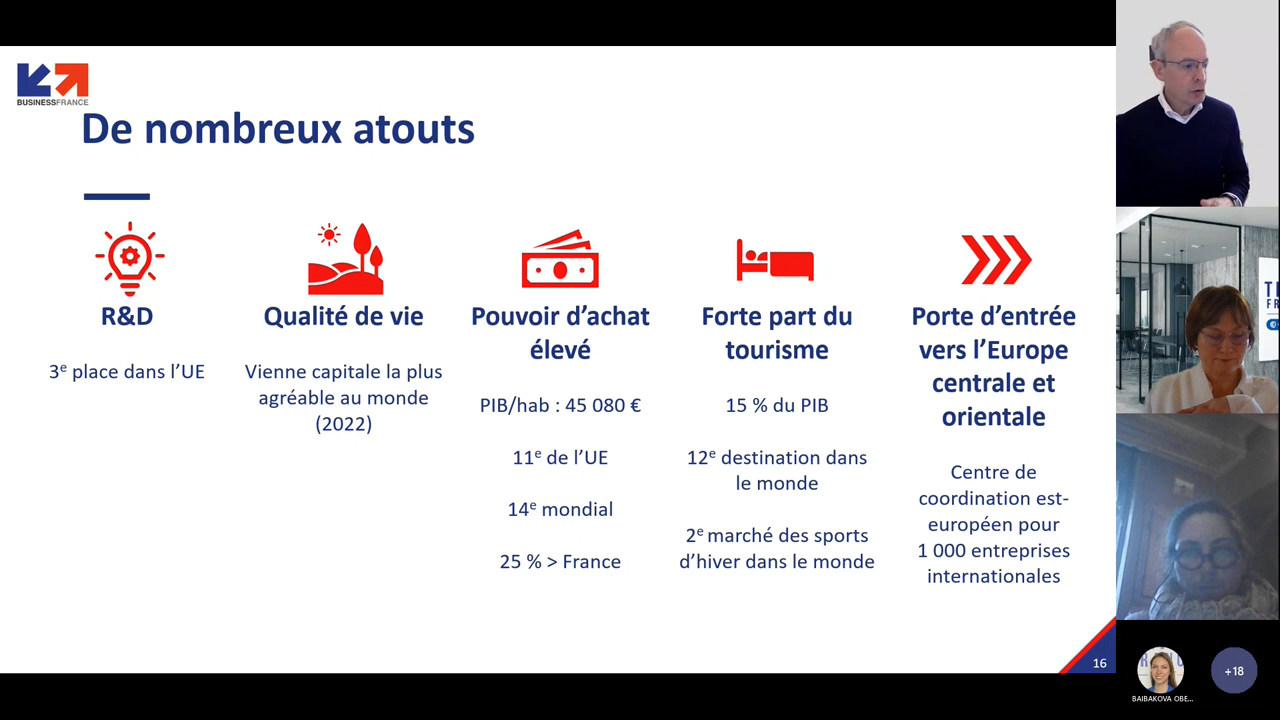 BUSINESSFRANCE
De nombreux atouts
R&D
3e place dans l'UE
Qualité de vie
Vienne capitale la plus
agréable au monde
(2022)
Pouvoir d'achat
élevé
PIB/hab : 45 080 €
11e de l'UE
14e mondial
25 % > France
Forte part du
tourisme
15 % du PIB
12e destination dans
le monde
2e marché des sports
d'hiver dans le monde
Porte d'entrée
vers l'Europe
centrale et
orientale
Centre de
coordination est-
européen pour
1 000 entreprises
internationales
16
BAIBAKOVA OBE...
+18